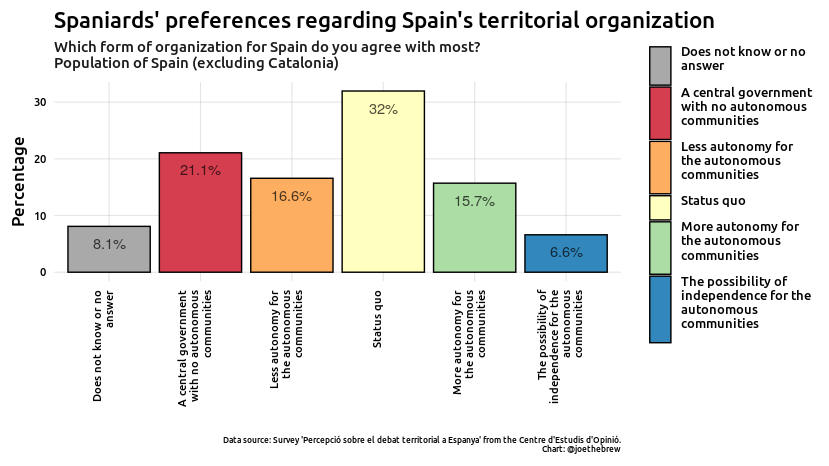 Spaniards' preferences regarding Spain's territorial organization
Which form of organization for Spain do you agree with most?
Population of Spain (excluding Catalonia)
Percentage
30
20
10
0
8.1%
21.1%
16.6%
32%
15.7%
6.6%
Does not know or no
answer
A central government
with no autonomous
communities
Less autonomy for
the autonomous
communities
Status quo
More autonomy for
the autonomous
communities
The possibility of
independence for the
autonomous
communities
Does not know or no
answer
A central government
with no autonomous
communities
Less autonomy for
the autonomous
communities
Status quo
More autonomy for
the autonomous
communities
The possibility of
independence for the
autonomous
communities
Data source: Survey 'Percepció sobre el debat territorial a Espanya' from the Centre d'Estudis d'Opinió.
Chart: @joethebrew